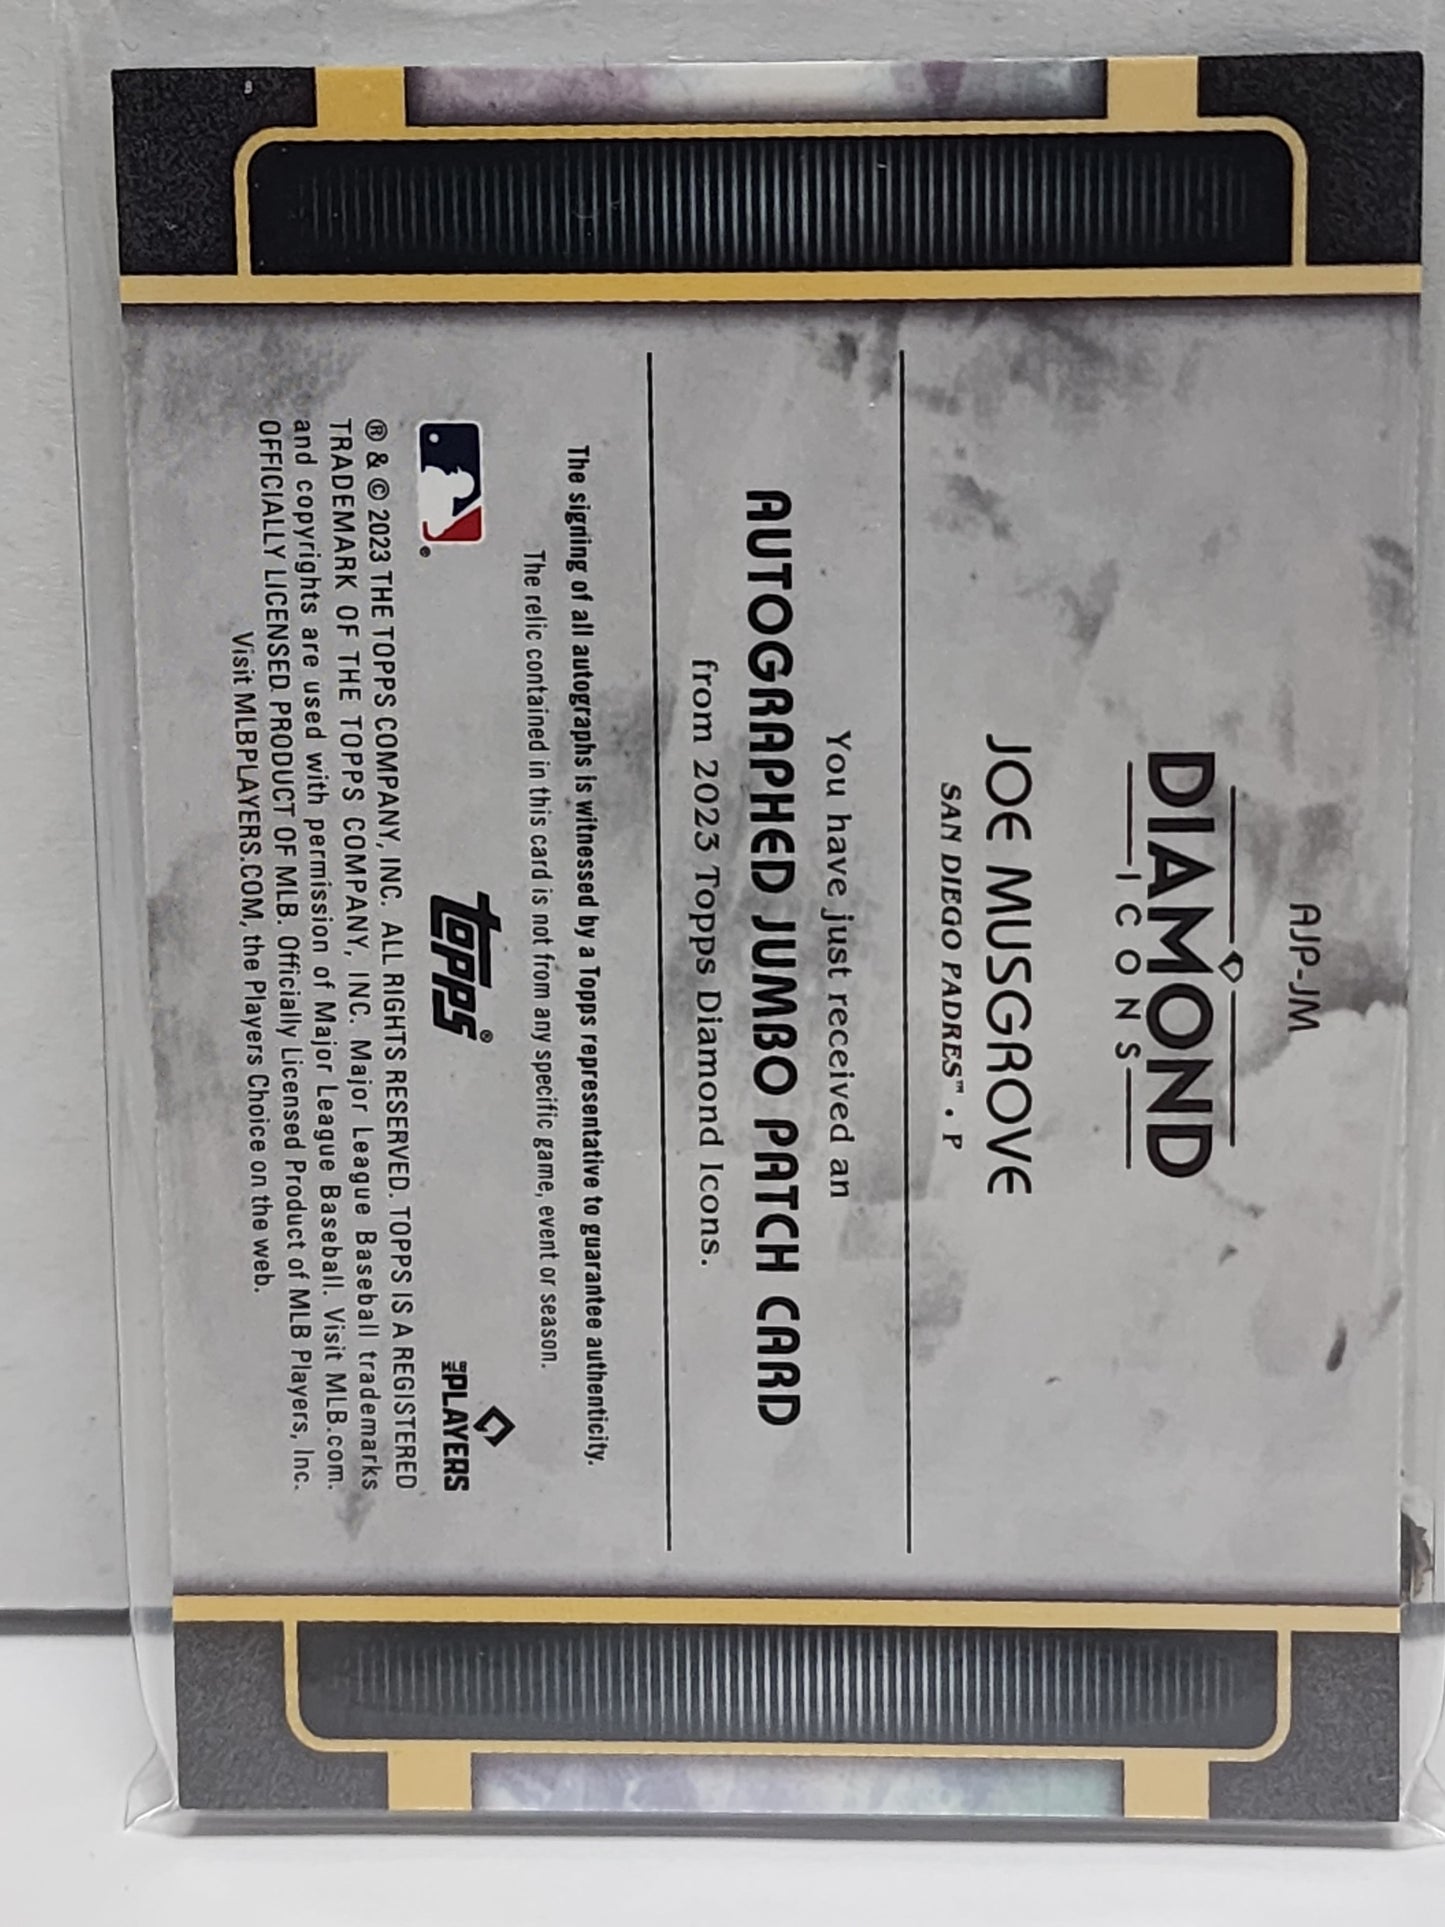 AJP-JM
DIAMOND
ICONS
JOE MUSGROVE
SAN DIEGO PADRES™ • P
You have just received an
AUTOGRAPHED JUMBO PATCH CARD
from 2023 Topps Diamond Icons.
The signing of all autographs is witnessed by a Topps representative to guarantee authenticity.
The relic contained in this card is not from any specific game, event or season.
®
topps®
MLB PLAYERS
® & © 2023 THE TOPPS COMPANY, INC. ALL RIGHTS RESERVED. TOPPS IS A REGISTERED
TRADEMARK OF THE TOPPS COMPANY, INC. Major League Baseball trademarks
and copyrights are used with permission of Major League Baseball. Visit MLB.com.
OFFICIALLY LICENSED PRODUCT OF MLB. Officially Licensed Product of MLB Players, Inc.
Visit MLBPLAYERS.COM, the Players Choice on the web.